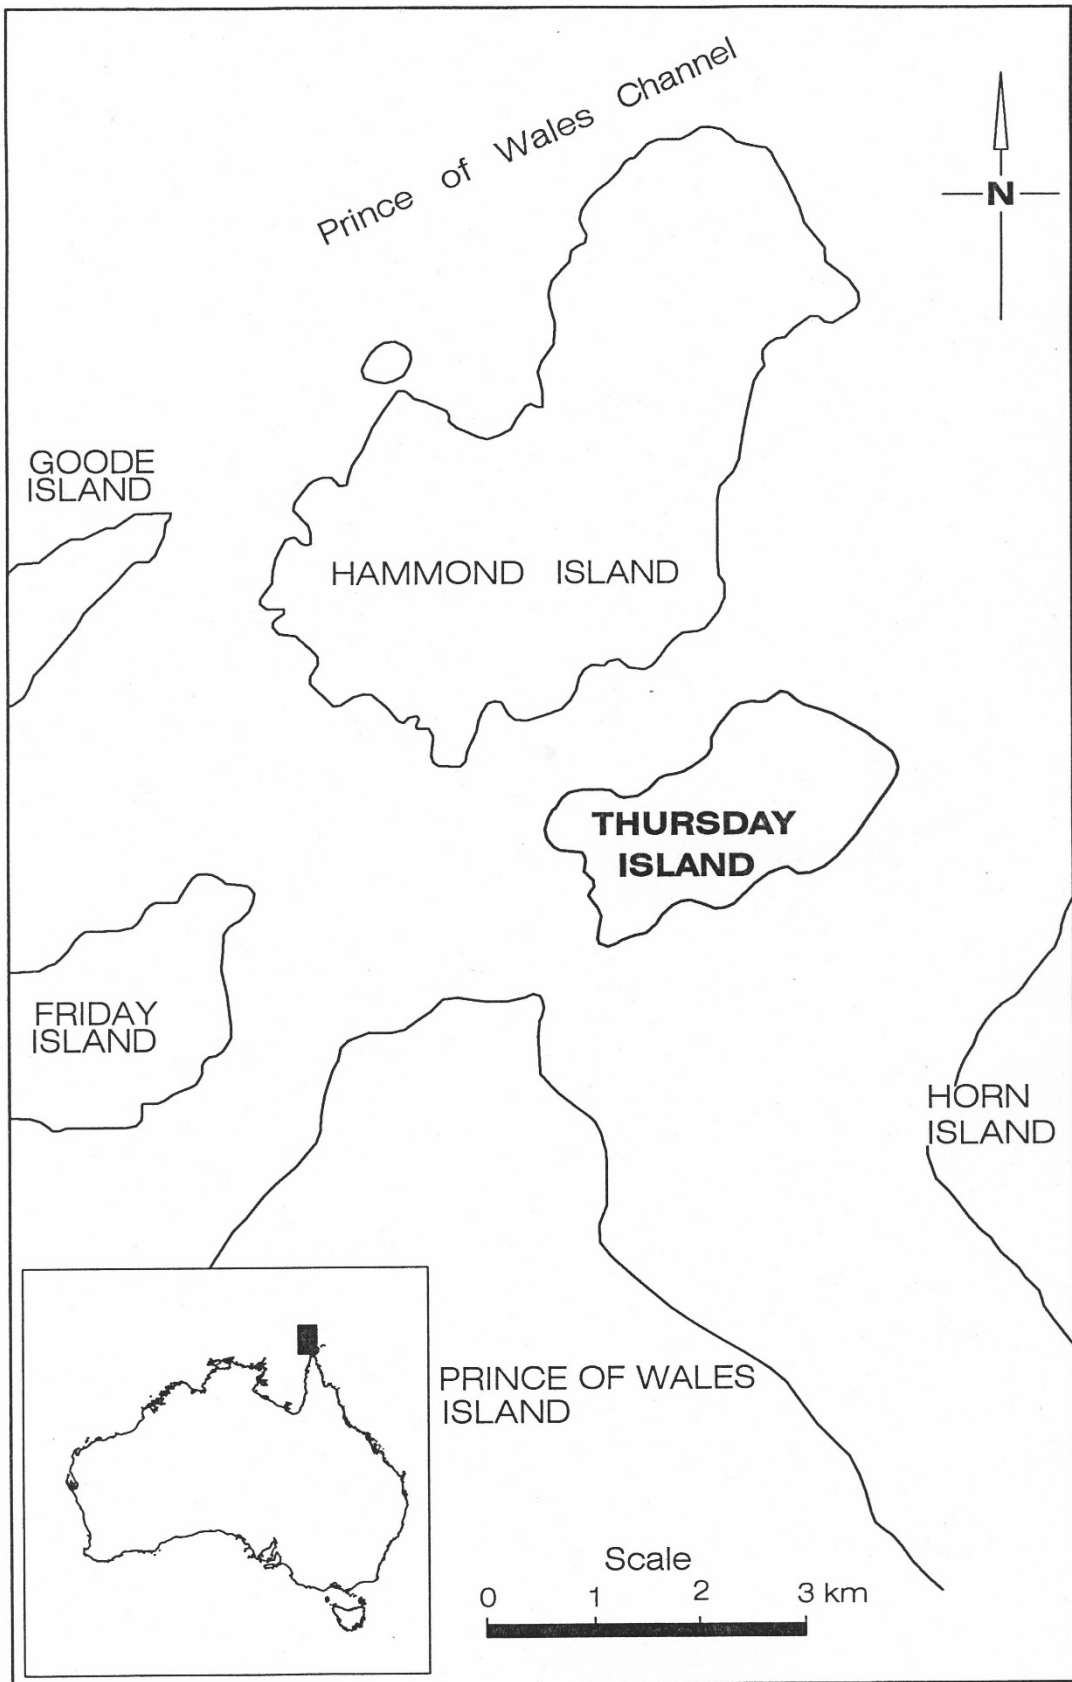 Prince of Wales Channel
N
GOODE
ISLAND
HAMMOND ISLAND
THURSDAY
ISLAND
FRIDAY
ISLAND
HORN
ISLAND
PRINCE OF WALES
ISLAND
Scale
0 1 2 3 km